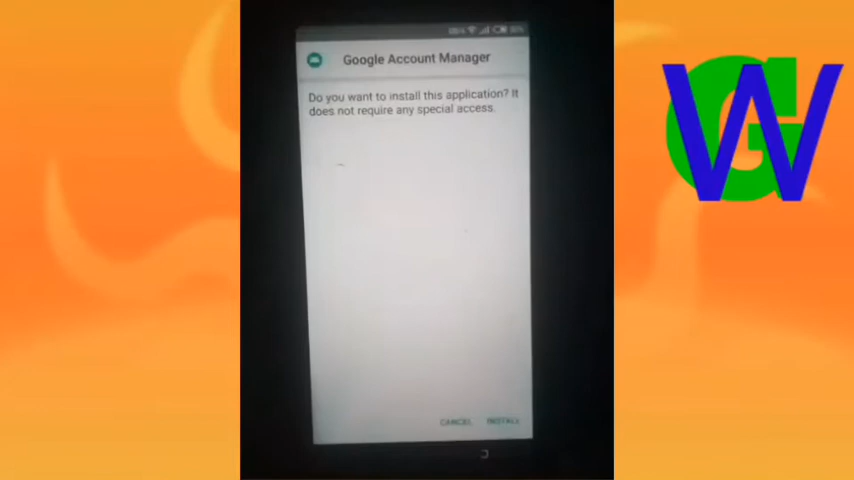 Google Account Manager
Do you want to install this application? It
does not require any special access.
CANCEL INSTALL
GW